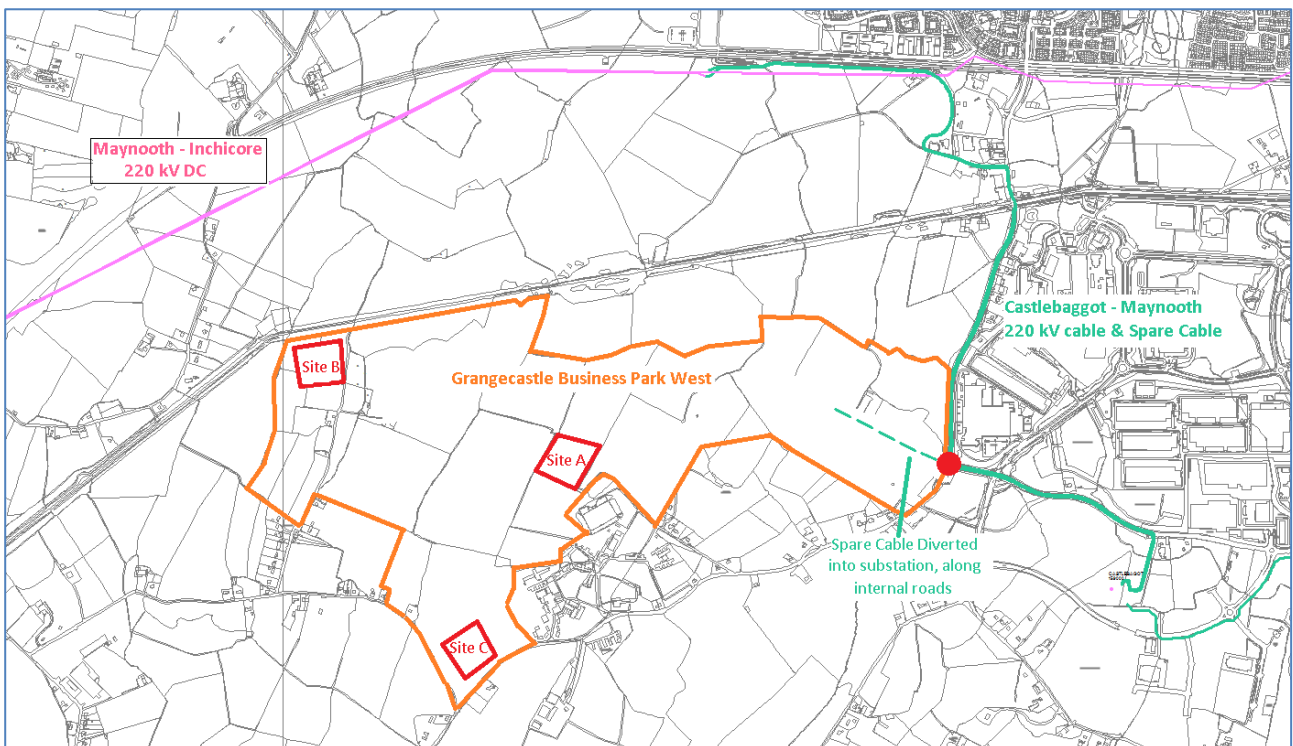 Maynooth - Inchicore
220 kV DC
Castlebaggot - Maynooth
220 kV cable & Spare Cable
Site B
Grangecastle Business Park West
Site A
Spare Cable Diverted
into substation, along
internal roads
Site C